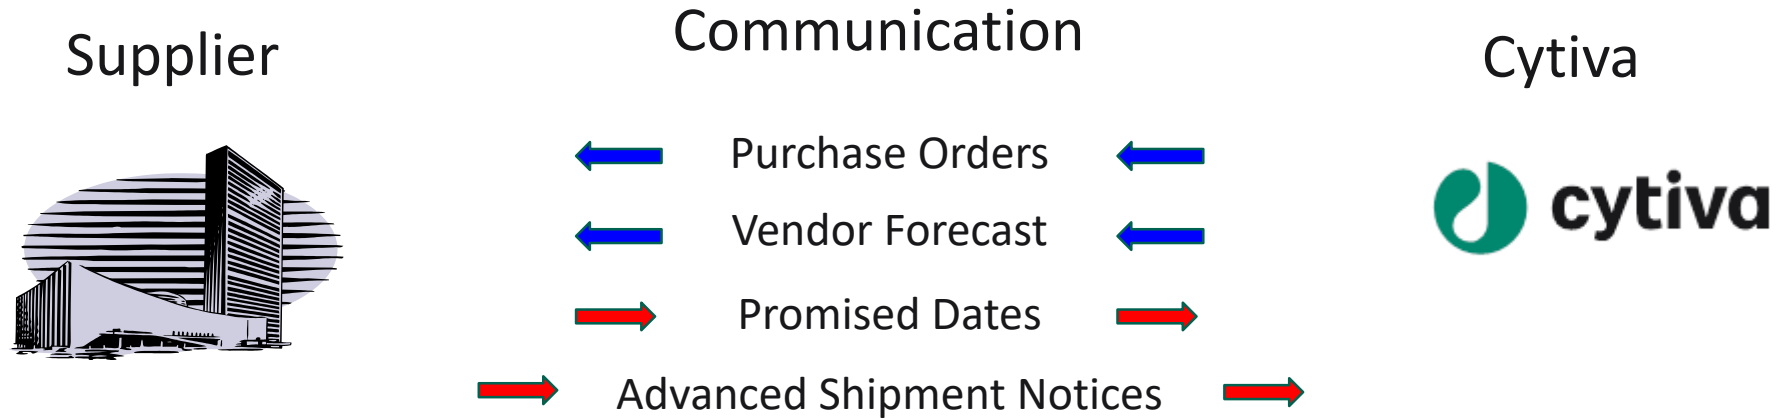 Supplier
Communication
Cytiva
Purchase Orders
Vendor Forecast
Promised Dates
Advanced Shipment Notices
cytiva